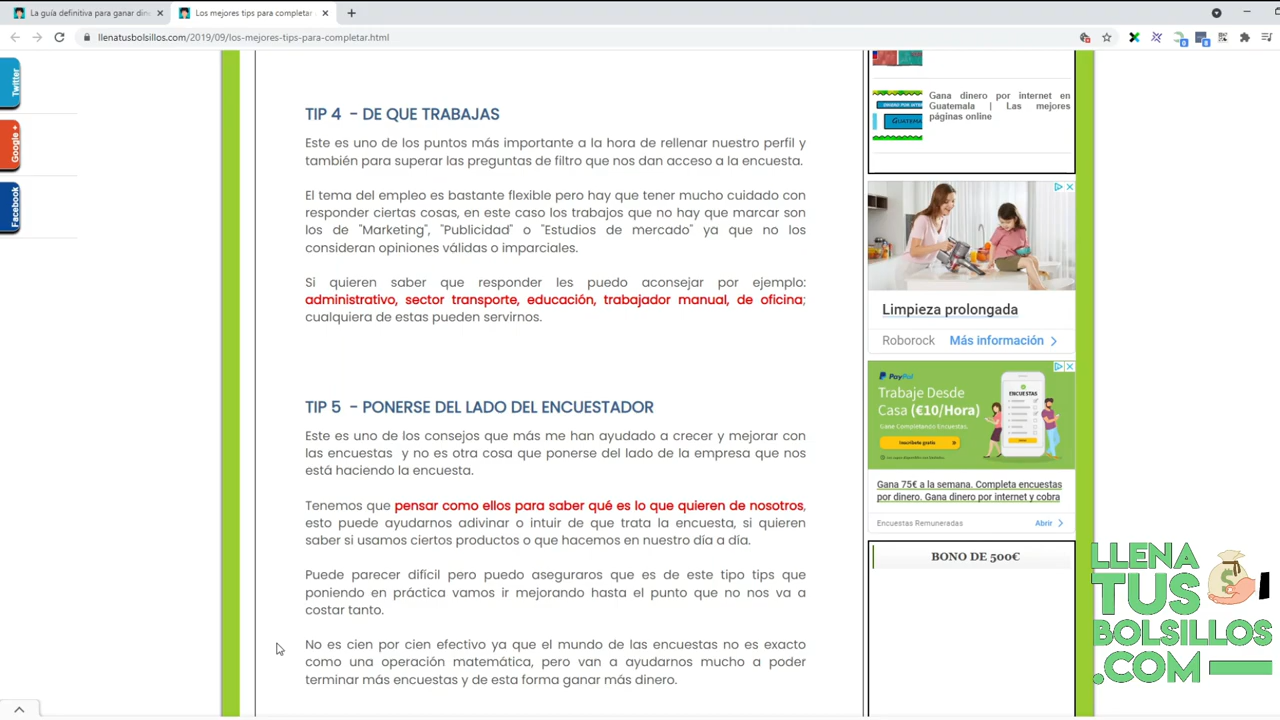 La guía definitiva para ganar din
Los mejores tips para completar
llenatusbolsillos.com/2019/09/los-mejores-tips-para-completar.html
Twitter
Google +
Facebook
TIP 4 - DE QUE TRABAJAS
Este es uno de los puntos más importante a la hora de rellenar nuestro perfil y
también para superar las preguntas de filtro que nos dan acceso a la encuesta.
El tema del empleo es bastante flexible pero hay que tener mucho cuidado con
responder ciertas cosas, en este caso los trabajos que no hay que marcar son
los de "Marketing", "Publicidad" o "Estudios de mercado" ya que no los
consideran opiniones válidas o imparciales.
Si quieren saber que responder les puedo aconsejar por ejemplo:
administrativo, sector transporte, educación, trabajador manual, de oficina;
cualquiera de estas pueden servirnos.
TIP 5 - PONERSE DEL LADO DEL ENCUESTADOR
Este es uno de los consejos que más me han ayudado a crecer y mejorar con
las encuestas y no es otra cosa que ponerse del lado de la empresa que nos
está haciendo la encuesta.
Tenemos que pensar como ellos para saber qué es lo que quieren de nosotros,
esto puede ayudarnos adivinar o intuir de que trata la encuesta, si quieren
saber si usamos ciertos productos o que hacemos en nuestro día a día.
Puede parecer difícil pero puedo aseguraros que es de este tipo tips que
poniendo en práctica vamos ir mejorando hasta el punto que no nos va a
costar tanto.
No es cien por cien efectivo ya que el mundo de las encuestas no es exacto
como una operación matemática, pero van a ayudarnos mucho a poder
terminar más encuestas y de esta forma ganar más dinero.
Gana dinero por internet en
Guatemala | Las mejores
páginas online
GUATEMALA
Limpieza prolongada
Roborock Más información
PayPal
Trabaje Desde
Casa (€10/Hora)
Gane Completando Encuestas
Inscríbete gratis
ENCUESTAS
Gana 75€ a la semana. Completa encuestas
por dinero. Gana dinero por internet y cobra
Encuestas Remuneradas Abrir
BONO DE 500€
LLENA
TUS
BOLSILLOS
.COM